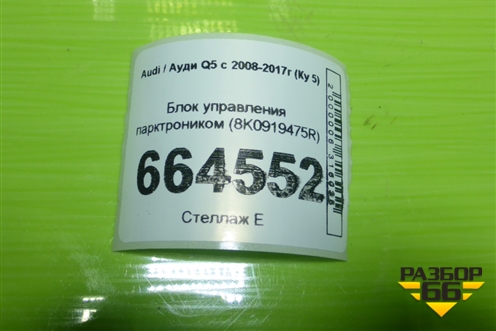 Audi / Ауди Q5 с 2008-2017г (Ку 5)
Блок управления
парктроником (8K0919475R)
664552
Стеллаж Е
РАЗБОР
66